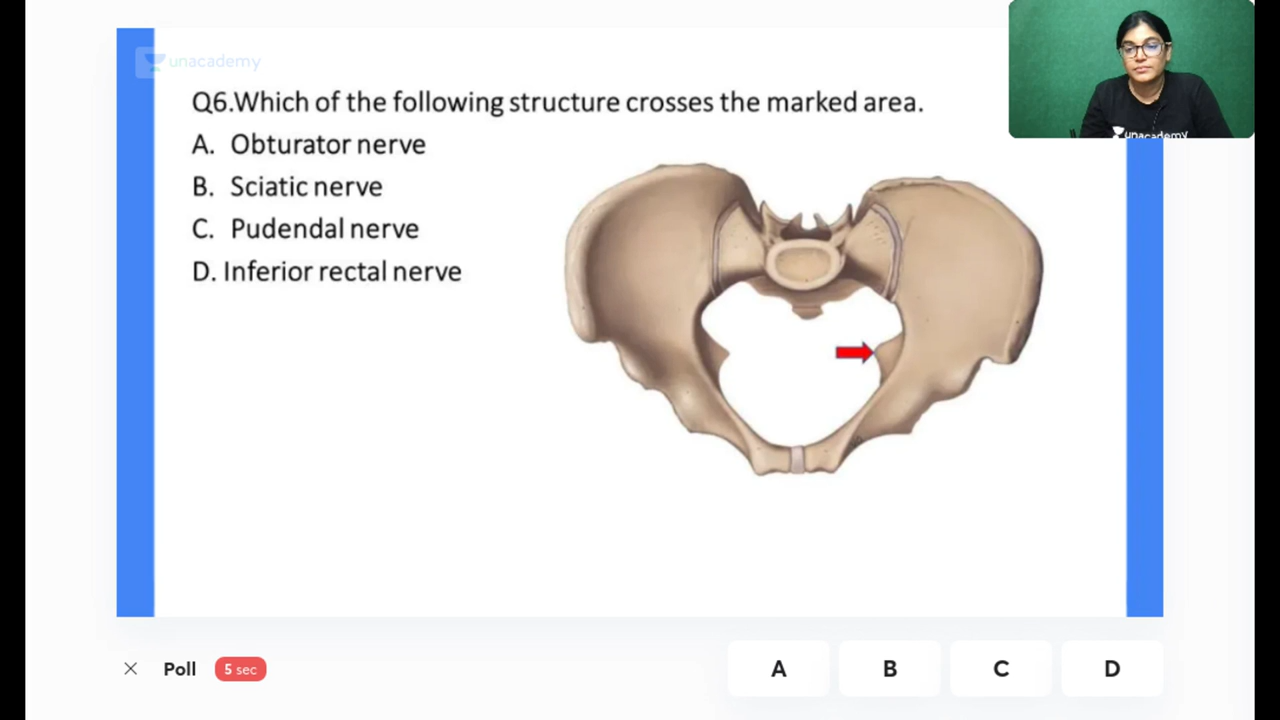 unacademy
Q6.Which of the following structure crosses the marked area.
A. Obturator nerve
B. Sciatic nerve
C. Pudendal nerve
D. Inferior rectal nerve
unacademy
Poll
5 sec
A
B
C
D